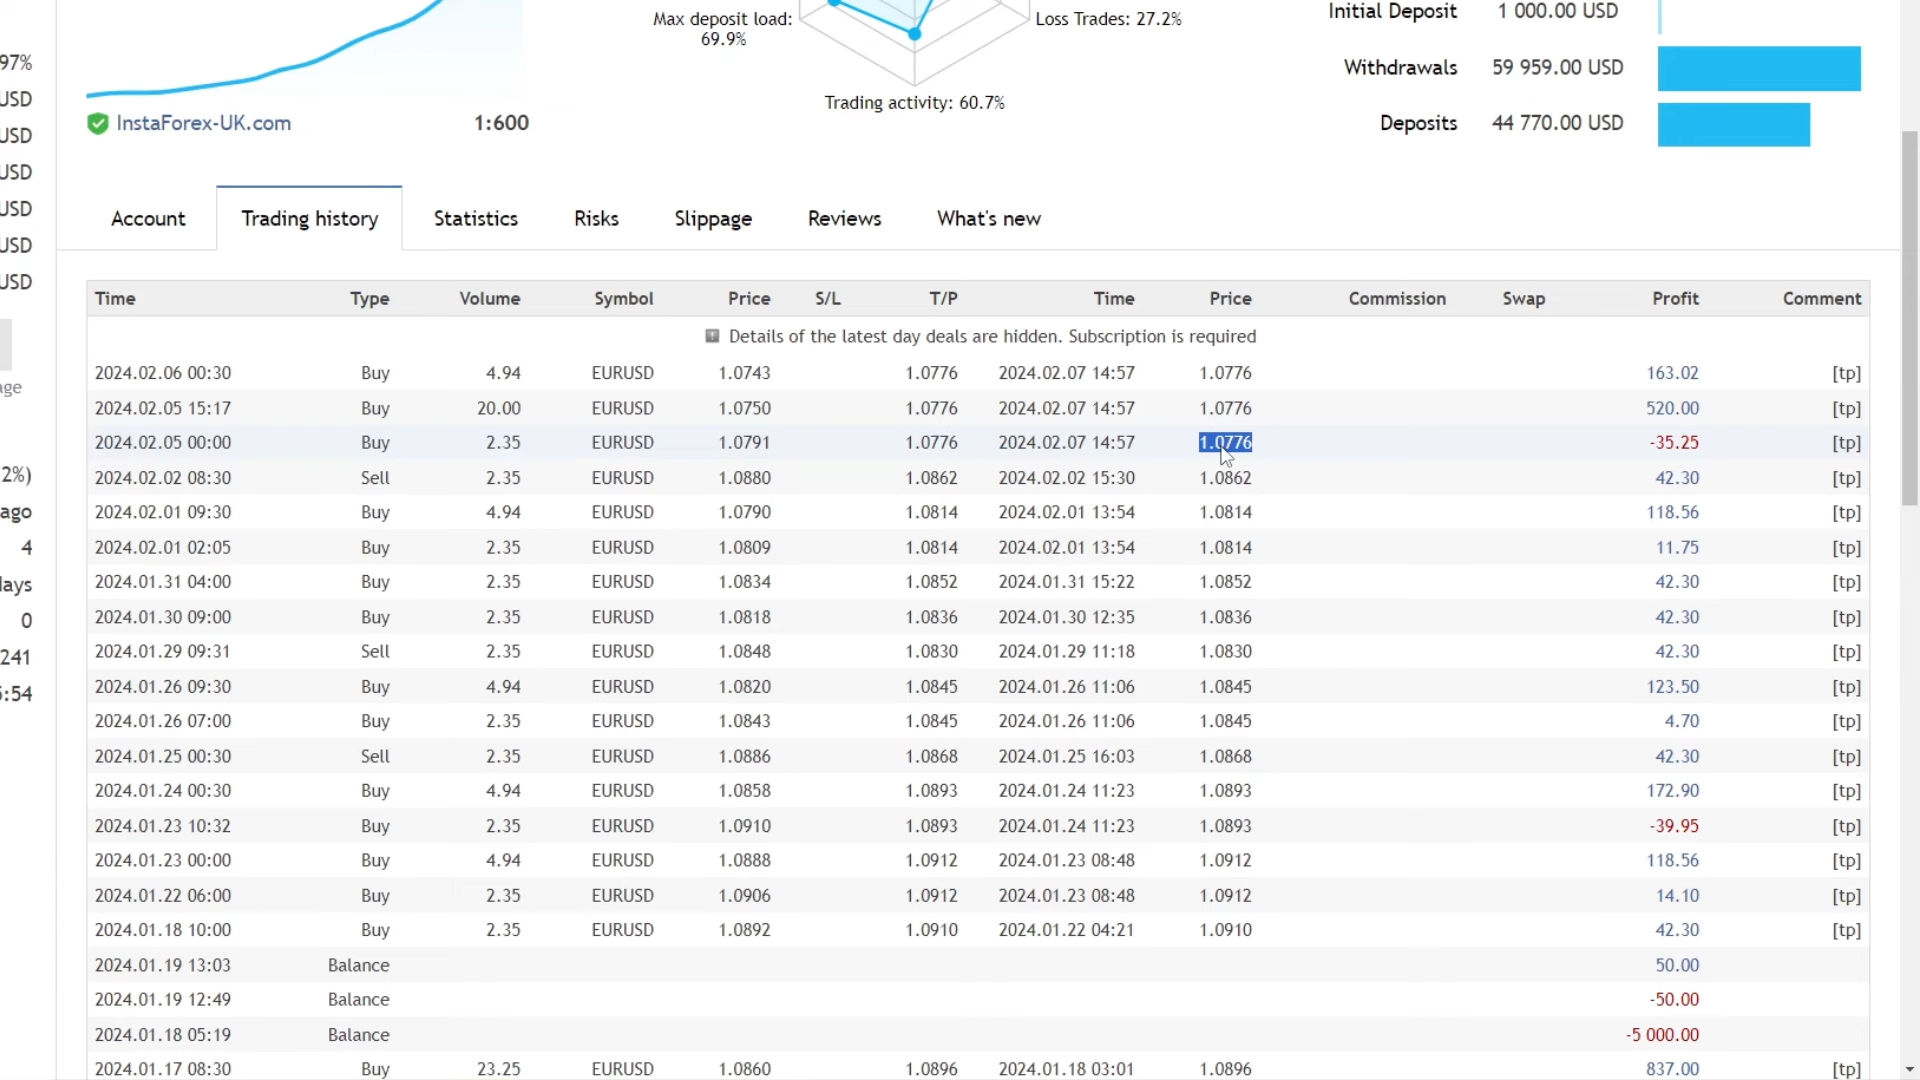 Max deposit load:
69.9%
Loss Trades: 27.2%
Trading activity: 60.7%
Initial Deposit 1 000.00 USD
Withdrawals 59 959.00 USD
Deposits 44 770.00 USD
97%
USD
USD
USD
USD
USD
USD
2%)
ago
4
days
0
241
:54
InstaForex-UK.com 1:600
Account Trading history Statistics Risks Slippage Reviews What's new
Time Type Volume Symbol Price S/L T/P Time Price Commission Swap Profit Comment
Details of the latest day deals are hidden. Subscription is required
2024.02.06 00:30 Buy 4.94 EURUSD 1.0743 1.0776 2024.02.07 14:57 1.0776 163.02 [tp]
2024.02.05 15:17 Buy 20.00 EURUSD 1.0750 1.0776 2024.02.07 14:57 1.0776 520.00 [tp]
2024.02.05 00:00 Buy 2.35 EURUSD 1.0791 1.0776 2024.02.07 14:57 1.0776 -35.25 [tp]
2024.02.02 08:30 Sell 2.35 EURUSD 1.0880 1.0862 2024.02.02 15:30 1.0862 42.30 [tp]
2024.02.01 09:30 Buy 4.94 EURUSD 1.0790 1.0814 2024.02.01 13:54 1.0814 118.56 [tp]
2024.02.01 02:05 Buy 2.35 EURUSD 1.0809 1.0814 2024.02.01 13:54 1.0814 11.75 [tp]
2024.01.31 04:00 Buy 2.35 EURUSD 1.0834 1.0852 2024.01.31 15:22 1.0852 42.30 [tp]
2024.01.30 09:00 Buy 2.35 EURUSD 1.0818 1.0836 2024.01.30 12:35 1.0836 42.30 [tp]
2024.01.29 09:31 Sell 2.35 EURUSD 1.0848 1.0830 2024.01.29 11:18 1.0830 42.30 [tp]
2024.01.26 09:30 Buy 4.94 EURUSD 1.0820 1.0845 2024.01.26 11:06 1.0845 123.50 [tp]
2024.01.26 07:00 Buy 2.35 EURUSD 1.0843 1.0845 2024.01.26 11:06 1.0845 4.70 [tp]
2024.01.25 00:30 Sell 2.35 EURUSD 1.0886 1.0868 2024.01.25 16:03 1.0868 42.30 [tp]
2024.01.24 00:30 Buy 4.94 EURUSD 1.0858 1.0893 2024.01.24 11:23 1.0893 172.90 [tp]
2024.01.23 10:32 Buy 2.35 EURUSD 1.0910 1.0893 2024.01.24 11:23 1.0893 -39.95 [tp]
2024.01.23 00:00 Buy 4.94 EURUSD 1.0888 1.0912 2024.01.23 08:48 1.0912 118.56 [tp]
2024.01.22 06:00 Buy 2.35 EURUSD 1.0906 1.0912 2024.01.23 08:48 1.0912 14.10 [tp]
2024.01.18 10:00 Buy 2.35 EURUSD 1.0892 1.0910 2024.01.22 04:21 1.0910 42.30 [tp]
2024.01.19 13:03 Balance 50.00
2024.01.19 12:49 Balance -50.00
2024.01.18 05:19 Balance -5 000.00
2024.01.17 08:30 Buy 23.25 EURUSD 1.0860 1.0896 2024.01.18 03:01 1.0896 837.00 [tp]